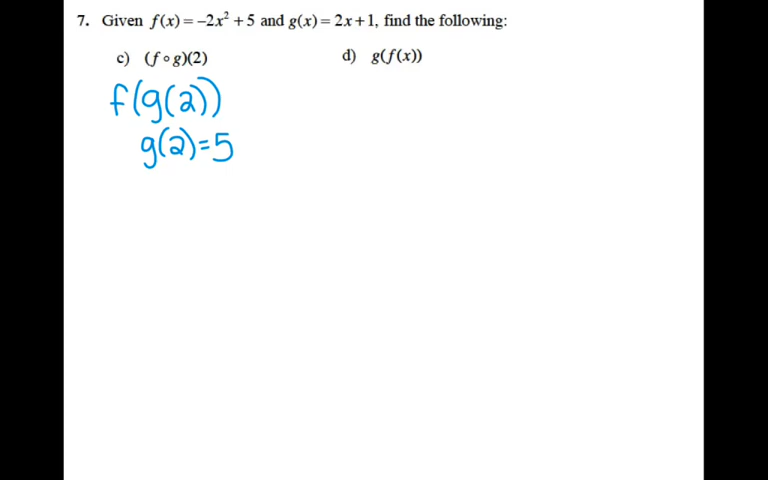 7. Given f(x) = −2x² + 5 and g(x) = 2x + 1, find the following:
c) (f ∘ g)(2) d) g(f(x))
f(g(2))
g(2)=5